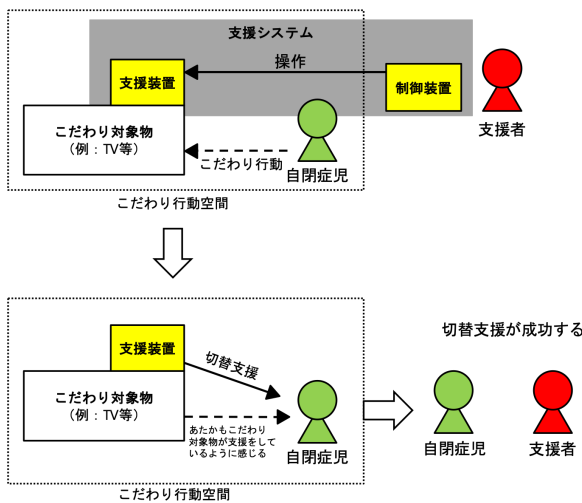 支援システム
操作
支援装置
制御装置
こだわり対象物
(例：TV等)
こだわり行動
自閉症児
支援者
こだわり行動空間
切替支援が成功する
支援装置
切替支援
こだわり対象物
(例：TV等)
あたかもこだわり
対象物が支援をして
いるように感じる
自閉症児
自閉症児
支援者
こだわり行動空間